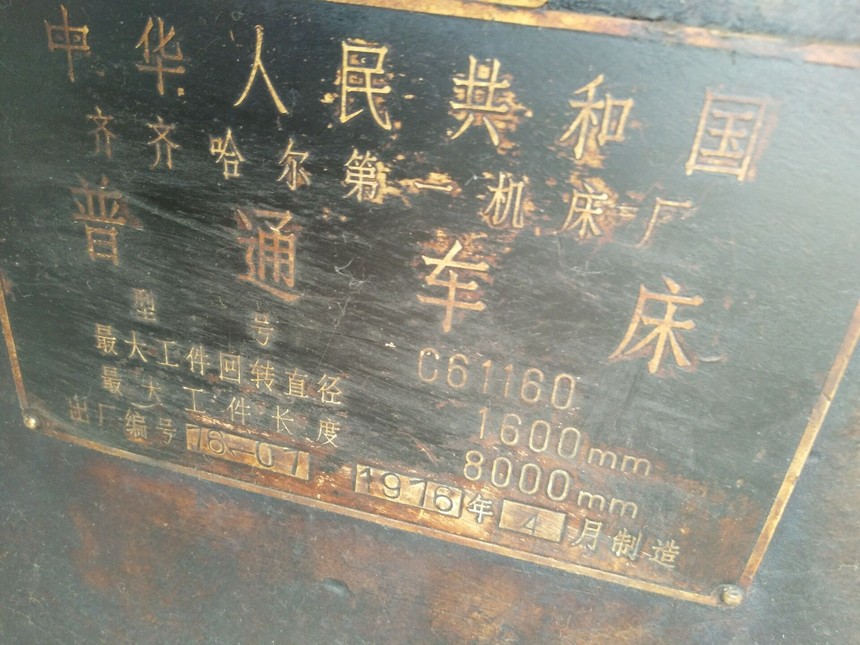 中华人民共和国
齐齐哈尔第一机床厂
普通车床
型号 C61160
最大工件回转直径 1600mm
最大工件长度 8000mm
出厂编号 76-01 1976年4月制造